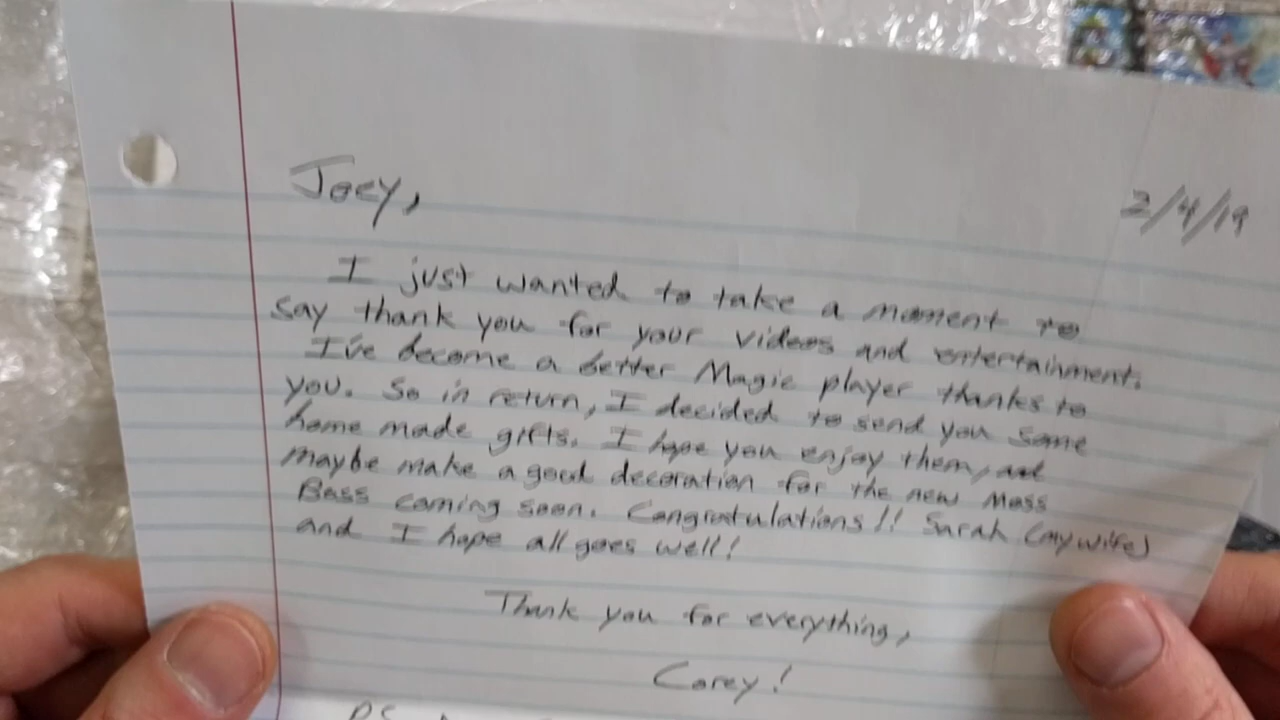 Joey,
2/4/19
I just wanted to take a moment to
say thank you for your videos and entertainment.
I've become a better Magic player thanks to
you. So in return, I decided to send you some
home made gifts. I hope you enjoy them, and
maybe make a good decoration for the new Mess
Bass coming soon. Congratulations!! Sarah (my wife)
and I hope all goes well!
Thank you for everything,
Corey!
PS